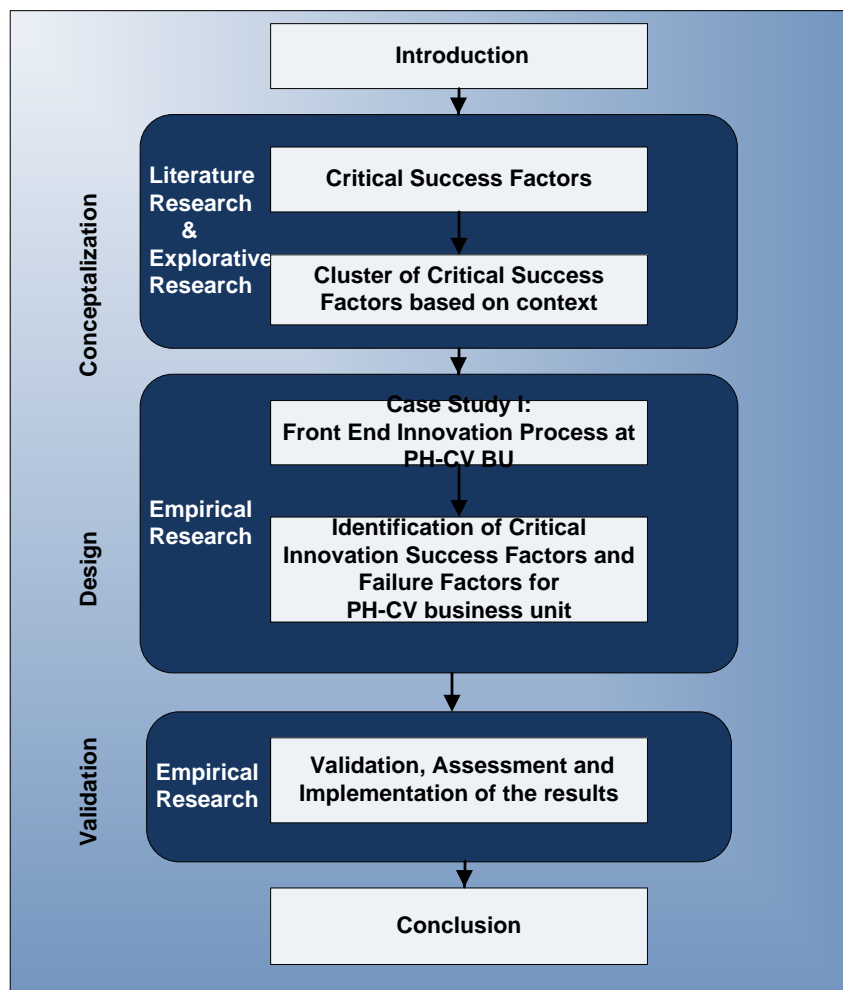 Introduction
Conceptalization
Literature
Research
&
Explorative
Research
Critical Success Factors
Cluster of Critical Success
Factors based on context
Design
Empirical
Research
Case Study I:
Front End Innovation Process at
PH-CV BU
Identification of Critical
Innovation Success Factors and
Failure Factors for
PH-CV business unit
Validation
Empirical
Research
Validation, Assessment and
Implementation of the results
Conclusion